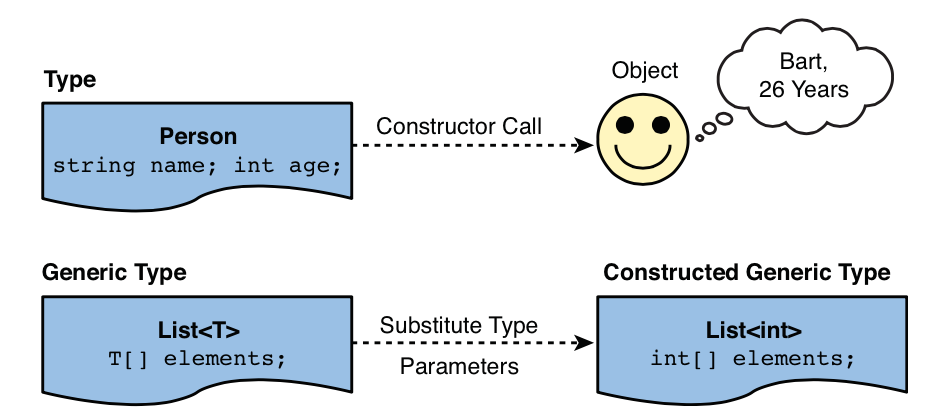 Type
Person
string name; int age;
Constructor Call
Object
Bart,
26 Years
Generic Type
List<T>
T[] elements;
Substitute Type
Parameters
Constructed Generic Type
List<int>
int[] elements;